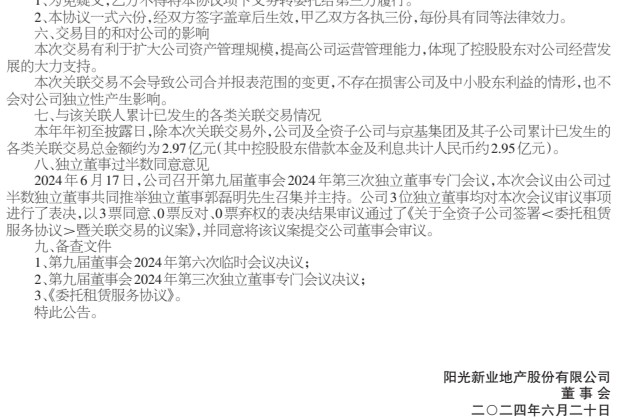 1、为免疑义,乙方不得将本协议项下义务转委托给第三方履行。
2、本协议一式六份,经双方签字盖章后生效,甲乙双方各执三份,每份具有同等法律效力。
六、交易目的和对公司的影响
本次交易有利于扩大公司资产管理规模,提高公司运营管理能力,体现了控股股东对公司经营发
展的大力支持。
本次关联交易不会导致公司合并报表范围的变更,不存在损害公司及中小股东利益的情形,也不
会对公司独立性产生影响。
七、与该关联人累计已发生的各类关联交易情况
本年年初至披露日,除本次关联交易外,公司及全资子公司与京基集团及其子公司累计已发生的
各类关联交易总金额约为2.97亿元(其中控股股东借款本金及利息共计人民币约2.95亿元)。
八、独立董事过半数同意意见
2024年6月17日,公司召开第九届董事会2024年第三次独立董事专门会议,本次会议由公司过
半数独立董事共同推举独立董事郭磊明先生召集并主持。公司3位独立董事均对本次会议审议事项
进行了表决,以3票同意、0票反对、0票弃权的表决结果审议通过了《关于全资子公司签署<委托租赁
服务协议>暨关联交易的议案》,并同意将该议案提交公司董事会审议。
九、备查文件
1、第九届董事会2024年第六次临时会议决议;
2、第九届董事会2024年第三次独立董事专门会议决议;
3、《委托租赁服务协议》。
特此公告。
阳光新业地产股份有限公司
董事会
二〇二四年六月二十日